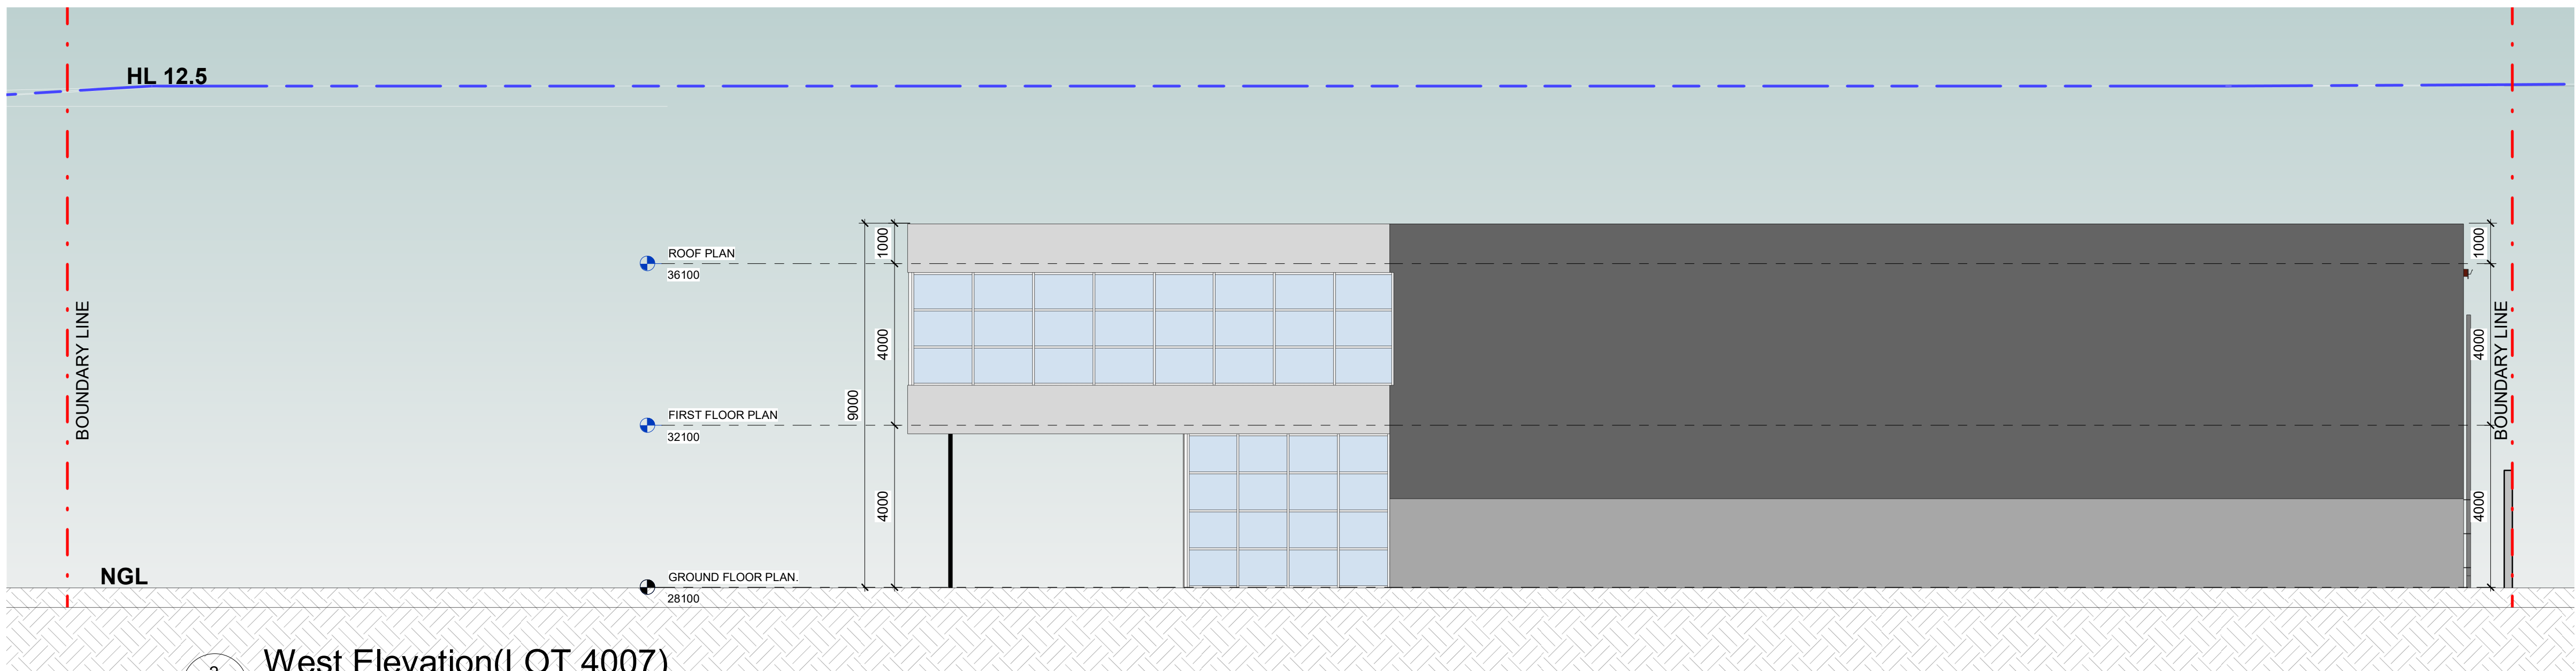 HL 12.5
ROOF PLAN
36100
1000
1000
BOUNDARY LINE
4000
4000
BOUNDARY LINE
FIRST FLOOR PLAN
32100
9000
4000
4000
NGL
GROUND FLOOR PLAN.
28100
West Elevation(LOT 4007)